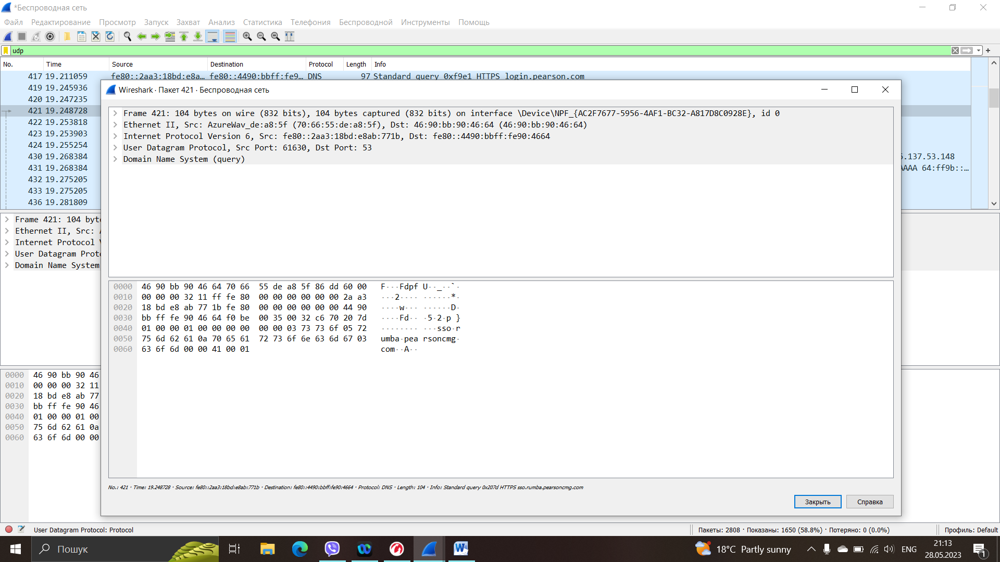 *Беспроводная сеть
Файл Редактирование Просмотр Запуск Захват Анализ Статистика Телефония Беспроводной Инструменты Помощь
udp
No. Time Source Destination Protocol Length Info
417 19.211059 fe80::2aa3:18bd:e8a… fe80::4490:bbff:fe9… DNS 97 Standard query 0xf9e1 HTTPS login.pearson.com
419 19.245936
420 19.247235
421 19.248728
422 19.253818
423 19.253903
424 19.255254
430 19.268384 5.137.53.148
431 19.268384 AAAA 64:ff9b::…
432 19.275205
433 19.275205
436 19.281809
Wireshark · Пакет 421 · Беспроводная сеть
Frame 421: 104 bytes on wire (832 bits), 104 bytes captured (832 bits) on interface \Device\NPF_{AC2F7677-5956-4AF1-BC32-A817D8C0928E}, id 0
Ethernet II, Src: AzureWav_de:a8:5f (70:66:55:de:a8:5f), Dst: 46:90:bb:90:46:64 (46:90:bb:90:46:64)
Internet Protocol Version 6, Src: fe80::2aa3:18bd:e8ab:771b, Dst: fe80::4490:bbff:fe90:4664
User Datagram Protocol, Src Port: 61630, Dst Port: 53
Domain Name System (query)
0000 46 90 bb 90 46 64 70 66 55 de a8 5f 86 dd 60 00 F···Fdpf U··_··`·
0010 00 00 00 32 11 ff fe 80 00 00 00 00 00 00 2a a3 ···2···· ······*·
0020 18 bd e8 ab 77 1b fe 80 00 00 00 00 00 00 44 90 ····w··· ······D·
0030 bb ff fe 90 46 64 f0 be 00 35 00 32 c6 70 20 7d ····Fd·· ·5·2·p }
0040 01 00 00 01 00 00 00 00 00 00 03 73 73 6f 05 72 ········ ···sso·r
0050 75 6d 62 61 0a 70 65 61 72 73 6f 6e 63 6d 67 03 umba·pea rsoncmg·
0060 63 6f 6d 00 00 41 00 01 com··A··
No.: 421 · Time: 19.248728 · Source: fe80::2aa3:18bd:e8ab:771b · Destination: fe80::4490:bbff:fe90:4664 · Protocol: DNS · Length: 104 · Info: Standard query 0x207d HTTPS sso.rumba.pearsoncmg.com
Закрыть Справка
Frame 421: 104 byt
Ethernet II, Src:
Internet Protocol
User Datagram Prot
Domain Name System
0000 46 90 bb 90 46
0010 00 00 00 32 11
0020 18 bd e8 ab 77
0030 bb ff fe 90 46
0040 01 00 00 01 00
0050 75 6d 62 61 0a
0060 63 6f 6d 00 00
User Datagram Protocol: Protocol
Пакеты: 2808 · Показаны: 1650 (58.8%) · Потеряно: 0 (0.0%)
Профиль: Default
Пошук
18°C Partly sunny
ENG
21:13
28.05.2023
1